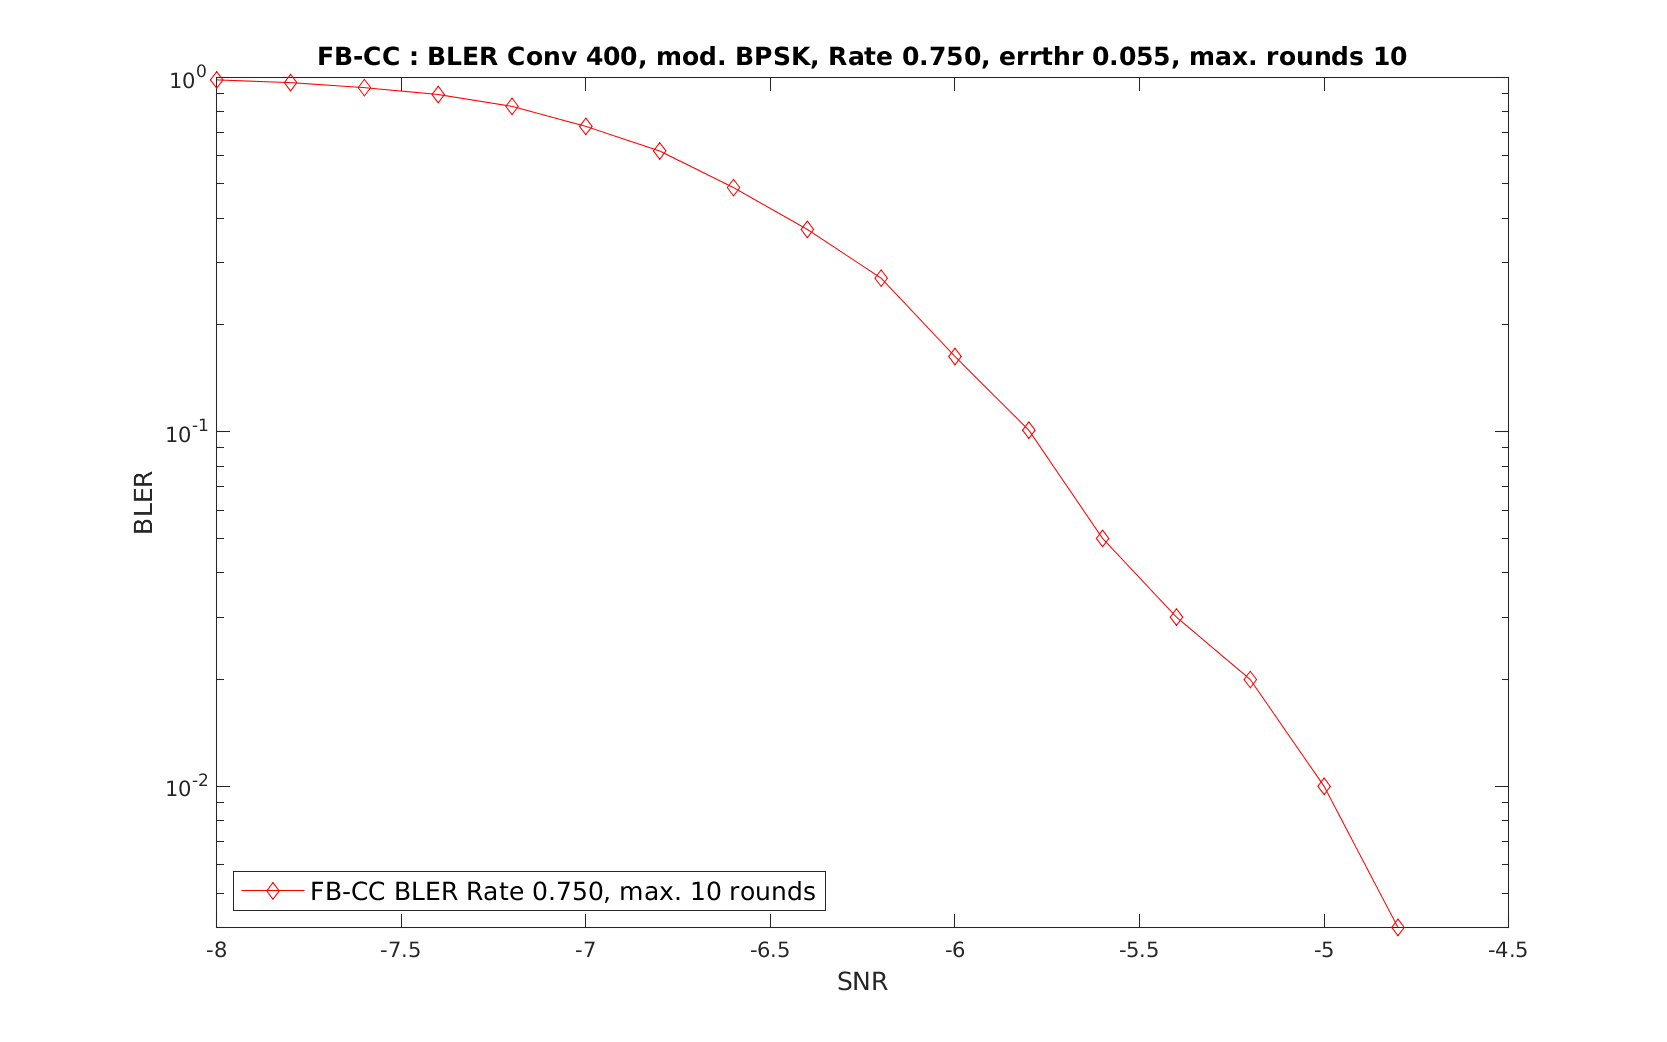 FB-CC : BLER Conv 400, mod. BPSK, Rate 0.750, errthr 0.055, max. rounds 10
10^0
10^-1
10^-2
BLER
FB-CC BLER Rate 0.750, max. 10 rounds
-8 -7.5 -7 -6.5 -6 -5.5 -5 -4.5
SNR